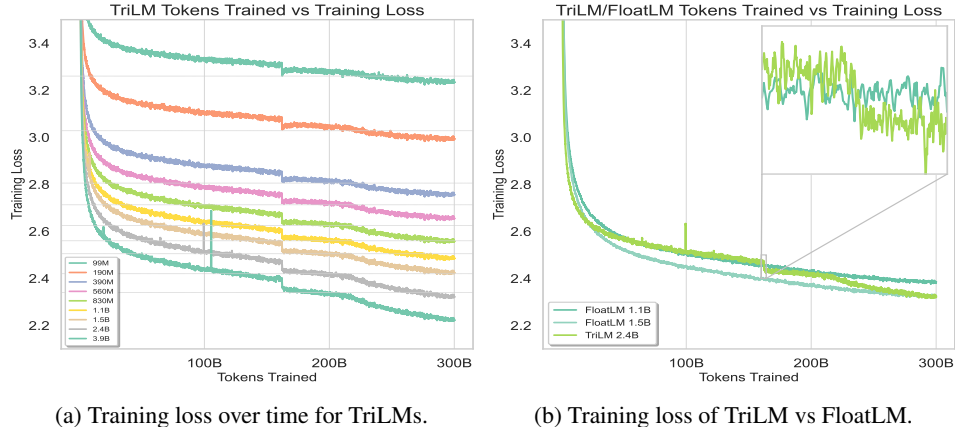 TriLM Tokens Trained vs Training Loss
3.4
3.2
3.0
2.8
2.6
2.4
2.2
Training Loss
99M
190M
390M
560M
830M
1.1B
1.5B
2.4B
3.9B
100B 200B 300B
Tokens Trained
(a) Training loss over time for TriLMs.
TriLM/FloatLM Tokens Trained vs Training Loss
3.4
3.2
3.0
2.8
2.6
2.4
2.2
Training Loss
FloatLM 1.1B
FloatLM 1.5B
TriLM 2.4B
100B 200B 300B
Tokens Trained
(b) Training loss of TriLM vs FloatLM.